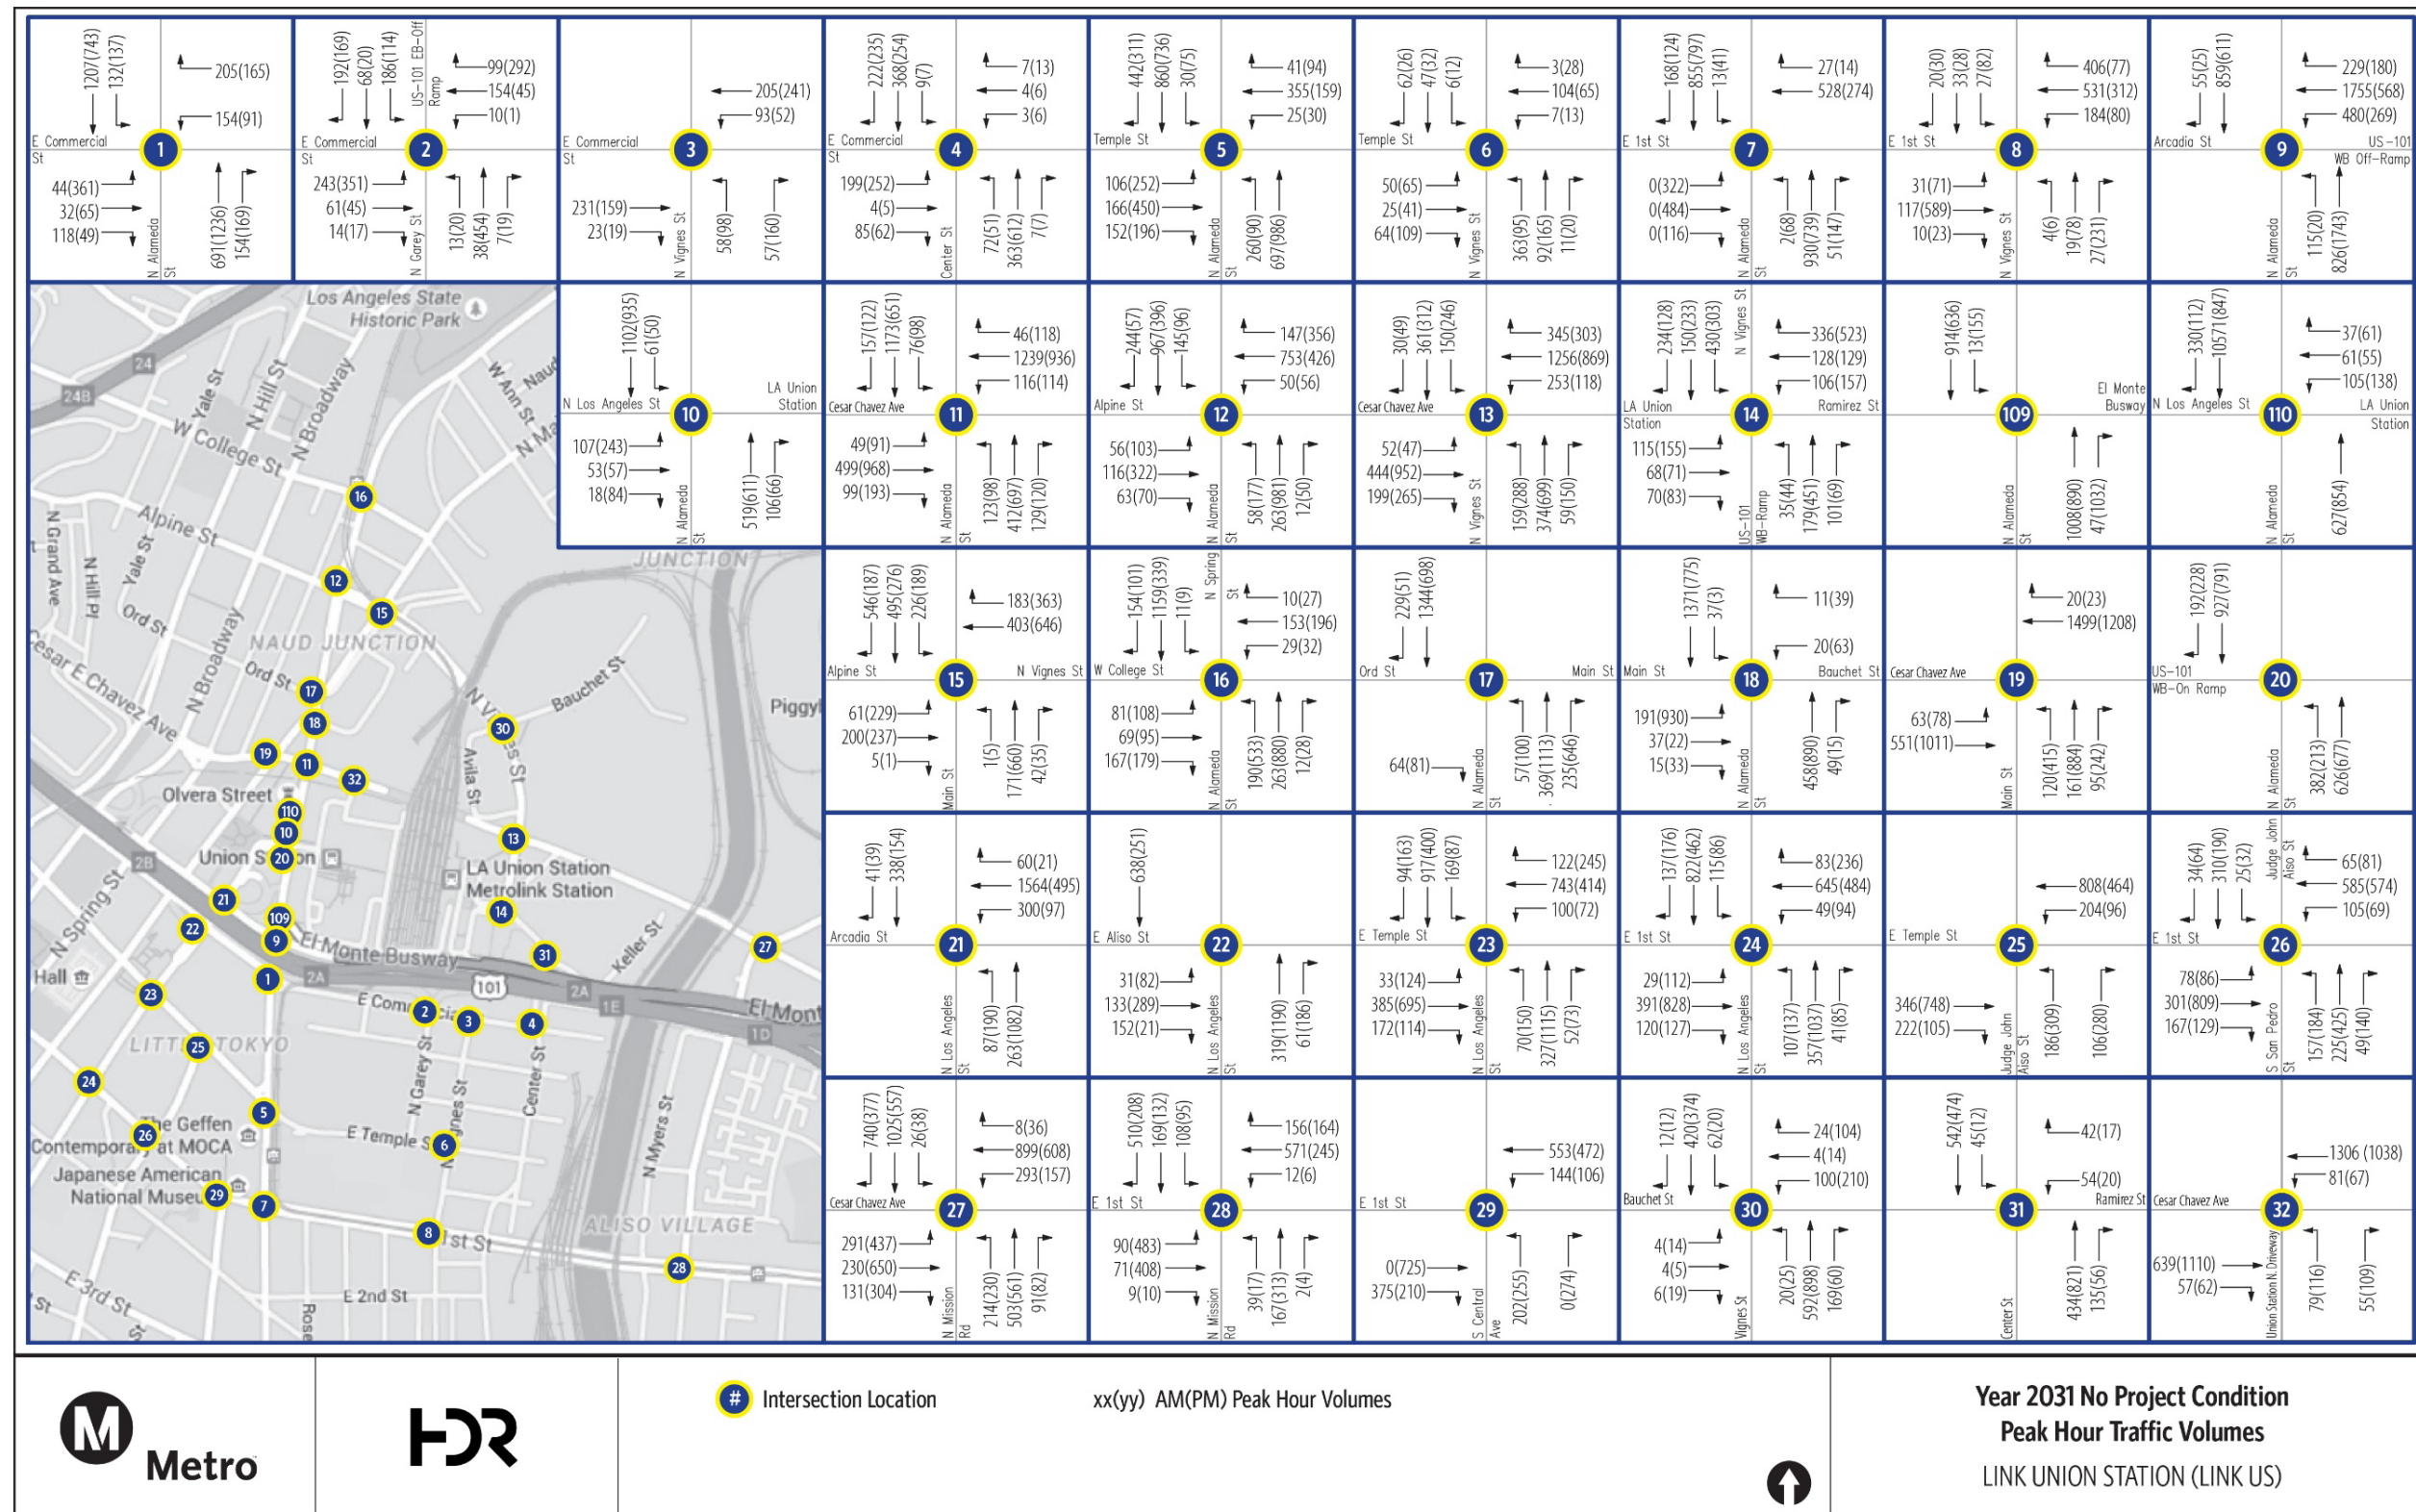 1207(743)
132(137)
205(165)
154(91)
E Commercial
St
1
44(361)
32(65)
118(49)
N Alameda
St
691(1236)
154(169)
192(169)
68(20)
186(114)
US-101 EB-Off
Ramp
99(292)
154(45)
10(1)
E Commercial
St
2
243(351)
61(45)
14(17)
N Garey St
13(20)
38(454)
7(19)
205(241)
93(52)
E Commercial
St
3
231(159)
23(19)
N Vignes St
58(98)
57(160)
222(235)
368(254)
9(7)
7(13)
4(6)
3(6)
E Commercial
St
4
199(252)
4(5)
85(62)
Center St
72(51)
363(612)
7(7)
442(311)
860(736)
30(75)
41(94)
355(159)
25(30)
Temple St
5
106(252)
166(450)
152(196)
N Alameda
St
260(90)
697(986)
62(26)
47(32)
6(12)
3(28)
104(65)
7(13)
Temple St
6
50(65)
25(41)
64(109)
N Vignes St
363(95)
92(165)
11(20)
168(124)
855(797)
13(41)
27(14)
528(274)
E 1st St
7
0(322)
0(484)
0(116)
N Alameda
St
2(68)
930(739)
51(147)
20(30)
33(28)
27(82)
406(77)
531(312)
184(80)
E 1st St
8
31(71)
117(589)
10(23)
N Vignes St
4(6)
19(78)
27(231)
55(25)
859(611)
229(180)
1755(568)
480(269)
Arcadia St
US-101
WB Off-Ramp
9
N Alameda
St
115(20)
826(1743)
1102(935)
61(50)
N Los Angeles St
LA Union
Station
10
107(243)
53(57)
18(84)
N Alameda
St
519(611)
106(66)
157(122)
1173(651)
76(98)
46(118)
1239(936)
116(114)
Cesar Chavez Ave
11
49(91)
499(968)
99(193)
N Alameda
St
123(98)
412(697)
129(120)
244(57)
967(396)
145(96)
147(356)
753(426)
50(56)
Alpine St
12
56(103)
116(322)
63(70)
N Alameda
St
58(177)
263(981)
12(50)
30(49)
361(312)
150(246)
345(303)
1256(869)
253(118)
Cesar Chavez Ave
13
52(47)
444(952)
199(265)
N Vignes St
159(288)
374(699)
59(150)
234(128)
150(233)
430(303)
N Vignes St
336(523)
128(129)
106(157)
LA Union
Station
Ramirez St
14
115(155)
68(71)
70(83)
US-101
WB-Ramp
35(44)
179(451)
101(69)
914(636)
13(155)
El Monte
Busway
109
N Alameda
St
1008(890)
47(1032)
330(112)
10571(847)
37(61)
61(55)
105(138)
N Los Angeles St
LA Union
Station
110
N Alameda
St
627(854)
546(187)
495(276)
226(189)
183(363)
403(646)
Alpine St
N Vignes St
15
61(229)
200(237)
5(1)
Main St
1(5)
171(660)
42(35)
154(101)
1159(339)
11(9)
N Spring
St
10(27)
153(196)
29(32)
W College St
16
81(108)
69(95)
167(179)
N Alameda
St
190(533)
263(880)
12(28)
229(51)
1344(698)
Ord St
Main St
17
64(81)
N Alameda
St
57(100)
369(1113)
235(646)
1371(775)
37(3)
11(39)
20(63)
Main St
Bauchet St
18
191(930)
37(22)
15(33)
N Alameda
St
458(890)
49(15)
20(23)
1499(1208)
Cesar Chavez Ave
19
63(78)
551(1011)
Main St
120(415)
161(884)
95(242)
192(228)
927(791)
US-101
WB-On Ramp
20
N Alameda
St
382(213)
626(677)
41(39)
338(154)
60(21)
1564(495)
300(97)
Arcadia St
21
N Los Angeles
St
87(190)
263(1082)
638(251)
E Aliso St
22
31(82)
133(289)
152(21)
N Los Angeles
St
319(1190)
61(186)
94(163)
917(400)
169(87)
122(245)
743(414)
100(72)
E Temple St
23
33(124)
385(695)
172(114)
N Los Angeles
St
70(150)
327(1115)
52(73)
137(176)
822(462)
115(86)
83(236)
645(484)
49(94)
E 1st St
24
29(112)
391(828)
120(127)
N Los Angeles
St
107(137)
357(1037)
41(85)
808(464)
204(96)
E Temple St
25
346(748)
222(105)
Judge John
Aiso St
186(309)
106(280)
34(64)
310(190)
25(32)
Judge John
Aiso St
65(81)
585(574)
105(69)
E 1st St
26
78(86)
301(809)
167(129)
S San Pedro
St
157(184)
225(425)
49(140)
740(377)
1025(557)
26(38)
8(36)
899(608)
293(157)
Cesar Chavez Ave
27
291(437)
230(650)
131(304)
N Mission
Rd
214(230)
503(561)
91(82)
510(208)
169(132)
108(95)
156(164)
571(245)
12(6)
E 1st St
28
90(483)
71(408)
9(10)
N Mission
Rd
39(17)
167(313)
2(4)
553(472)
144(106)
E 1st St
29
0(725)
375(210)
S Central
Ave
202(255)
0(274)
12(12)
420(374)
62(20)
24(104)
4(14)
100(210)
Bauchet St
30
4(14)
4(5)
6(19)
Vignes St
20(25)
592(898)
169(60)
542(474)
45(12)
42(17)
54(20)
Ramirez St
31
Center St
434(821)
135(56)
1306 (1038)
81(67)
Cesar Chavez Ave
32
639(1110)
57(62)
Union Station N. Driveway
79(116)
55(109)
Los Angeles State
Historic Park
24
24B
Yale St
N Hill St
N Broadway
W Ann St
Naud
N Ma
W College St
16
Alpine St
N Grand Ave
N Hill Pl
Yale St
12
15
Ord St
JUNCTION
NAUD JUNCTION
Cesar E Chavez Ave
N Broadway
Ord St
17
18
Bauchet St
30
Piggy
19
11
32
Avila St
Olvera Street
110
10
13
2B
Union Station
20
LA Union Station
Metrolink Station
N Spring St
21
22
109
9
14
El Monte Busway
31
Keller St
27
Hall
1
2A
101
2A
1E
El Mont
1D
23
E Commercial
2
3
4
LITTLE TOKYO
25
N Garey St
Center St
24
5
The Geffen
Contemporary at MOCA
26
E Temple S
6
N Myers St
Japanese American
National Museum
29
7
ALISO VILLAGE
8
1st St
28
E 3rd St
E 2nd St
Rose
St
St
M
Metro
HDR
# Intersection Location
xx(yy) AM(PM) Peak Hour Volumes
Year 2031 No Project Condition
Peak Hour Traffic Volumes
LINK UNION STATION (LINK US)